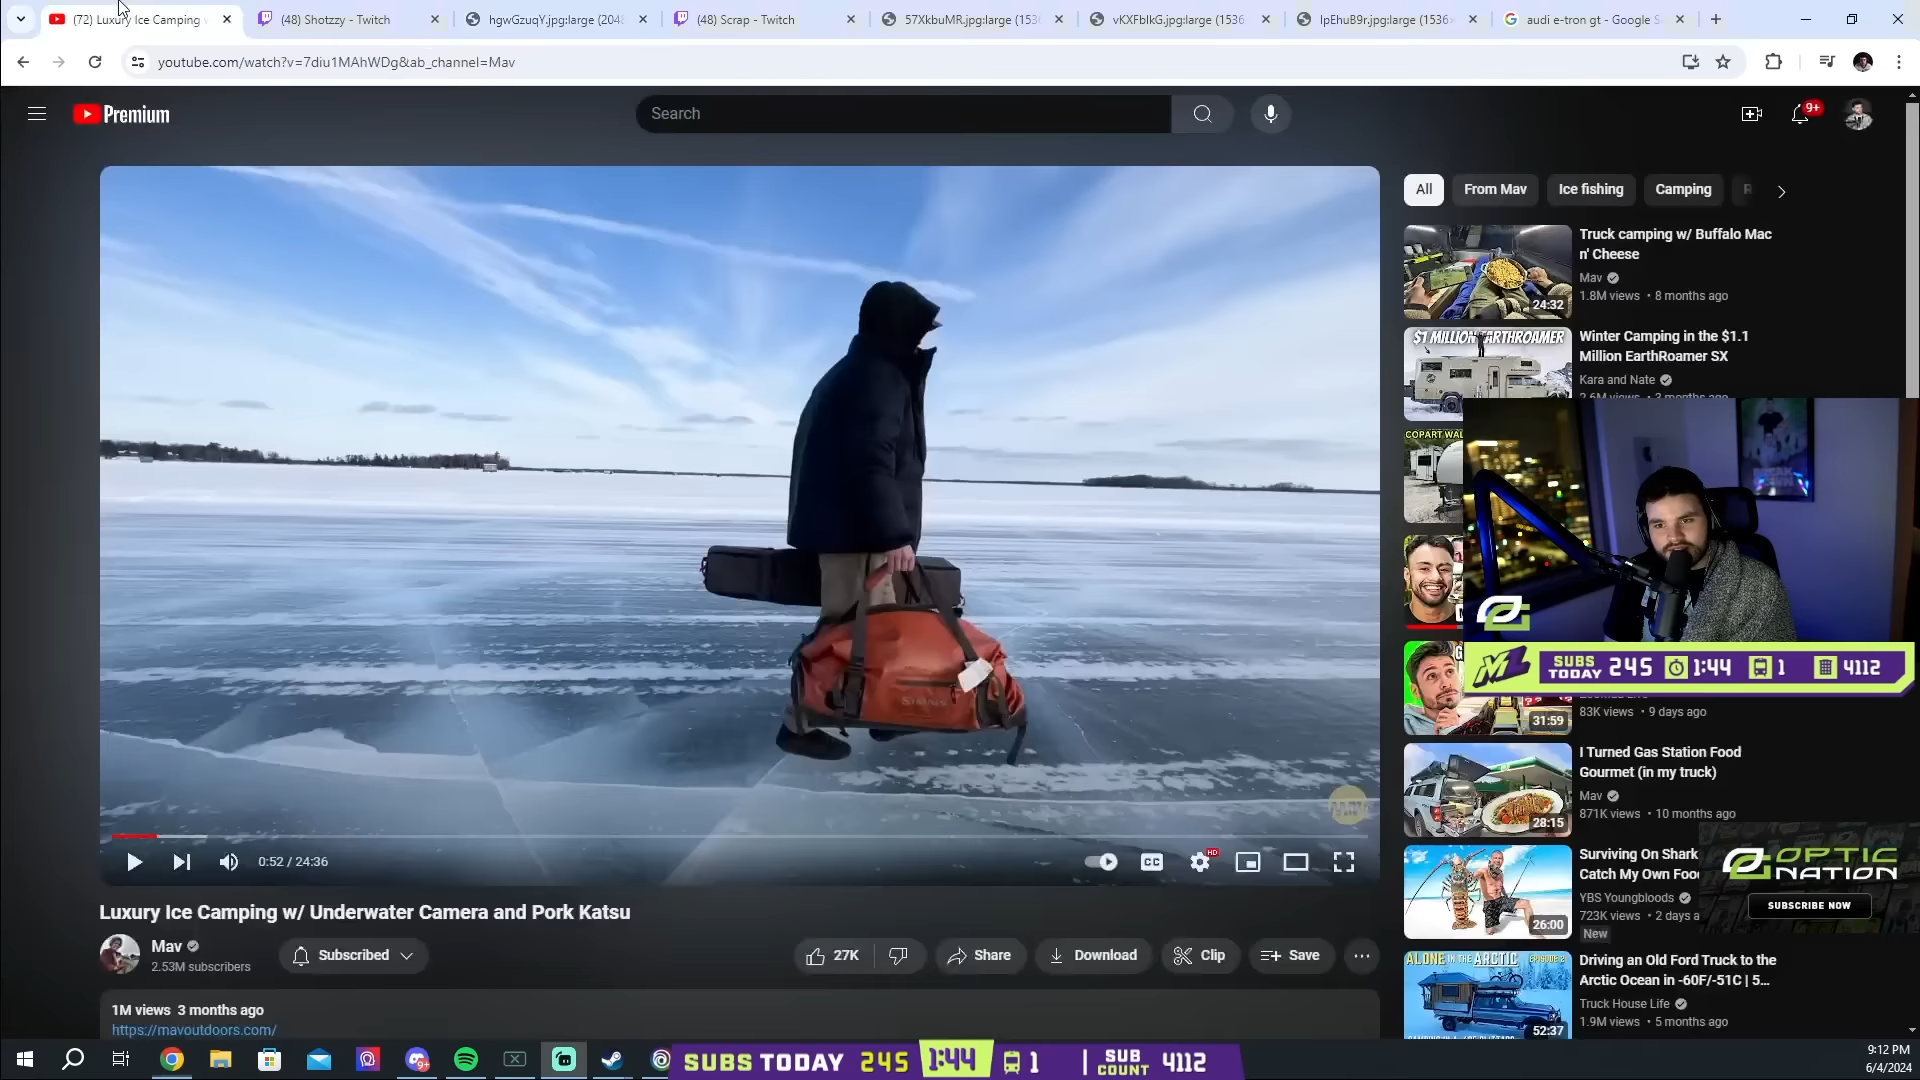 (72) Luxury Ice Camping
(48) Shotzzy - Twitch
hgwGzuqY.jpg:large (204
(48) Scrap - Twitch
57XkbuMR.jpg:large (153
vKXFbIkG.jpg:large (1536
IpEhuB9r.jpg:large (1536
audi e-tron gt - Google S
youtube.com/watch?v=7diu1MAhWDg&ab_channel=Mav
Premium
Search
9+
All
From Mav
Ice fishing
Camping
Truck camping w/ Buffalo Mac
n' Cheese
Mav
1.8M views • 8 months ago
24:32
$1 MILLION EARTHROAMER
Winter Camping in the $1.1
Million EarthRoamer SX
Kara and Nate
2.6M views • 3 months ago
COPART WAL
SIMMS
SUBS
TODAY 245 1:44 1 4112
31:59
83K views • 9 days ago
I Turned Gas Station Food
Gourmet (in my truck)
Mav
871K views • 10 months ago
28:15
Surviving On Shark
Catch My Own Foo
YBS Youngbloods
723K views • 2 days a
New
26:00
OPTIC
NATION
SUBSCRIBE NOW
ALONE IN THE ARCTIC EPISODE 2
Driving an Old Ford Truck to the
Arctic Ocean in -60F/-51C | 5...
Truck House Life
1.9M views • 5 months ago
52:37
0:52 / 24:36
CC
HD
Luxury Ice Camping w/ Underwater Camera and Pork Katsu
Mav
2.53M subscribers
Subscribed
27K
Share
Download
Clip
Save
1M views 3 months ago
https://mavoutdoors.com/
9+
SUBS TODAY 245 1:44 1 | SUB COUNT 4112
9:12 PM
6/4/2024